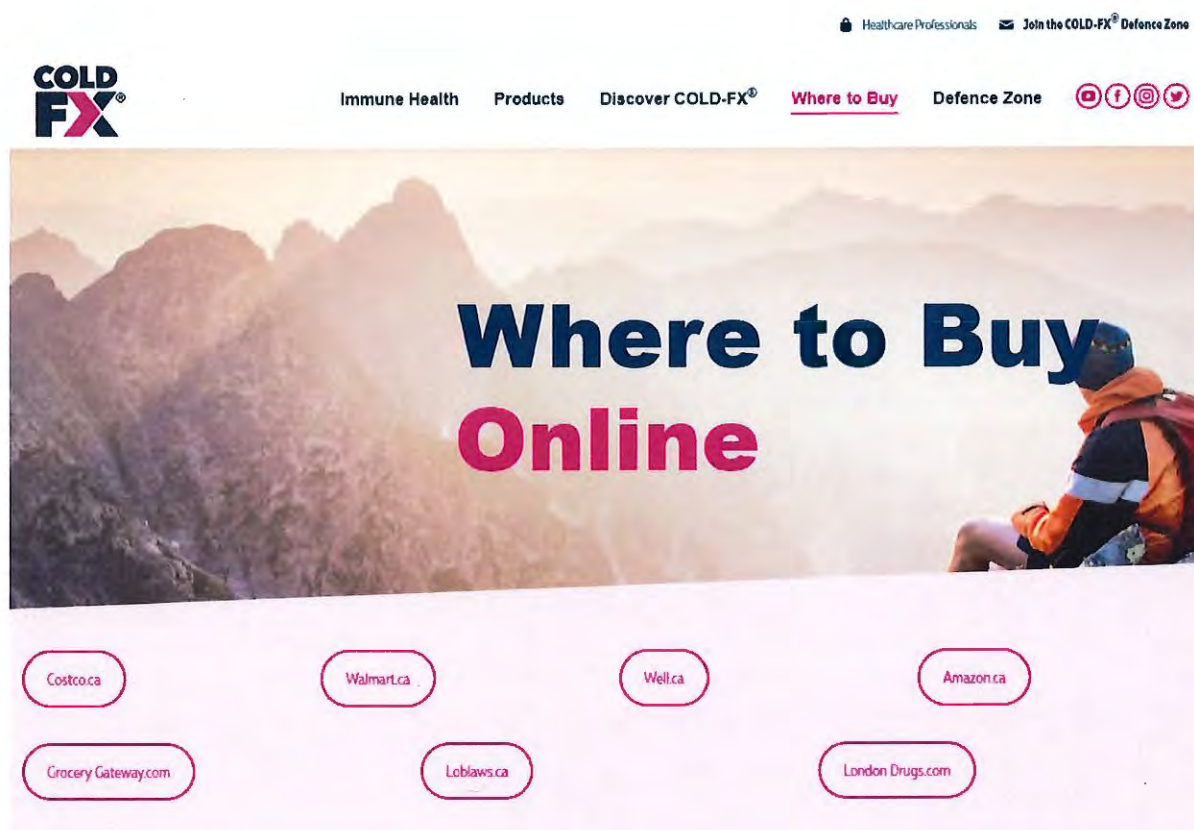 Healthcare Professionals Join the COLD-FX® Defence Zone
COLD
FX®
Immune Health Products Discover COLD-FX® Where to Buy Defence Zone
Where to Buy
Online
Costco.ca Walmart.ca Well.ca Amazon.ca
Grocery Gateway.com Loblaws.ca London Drugs.com